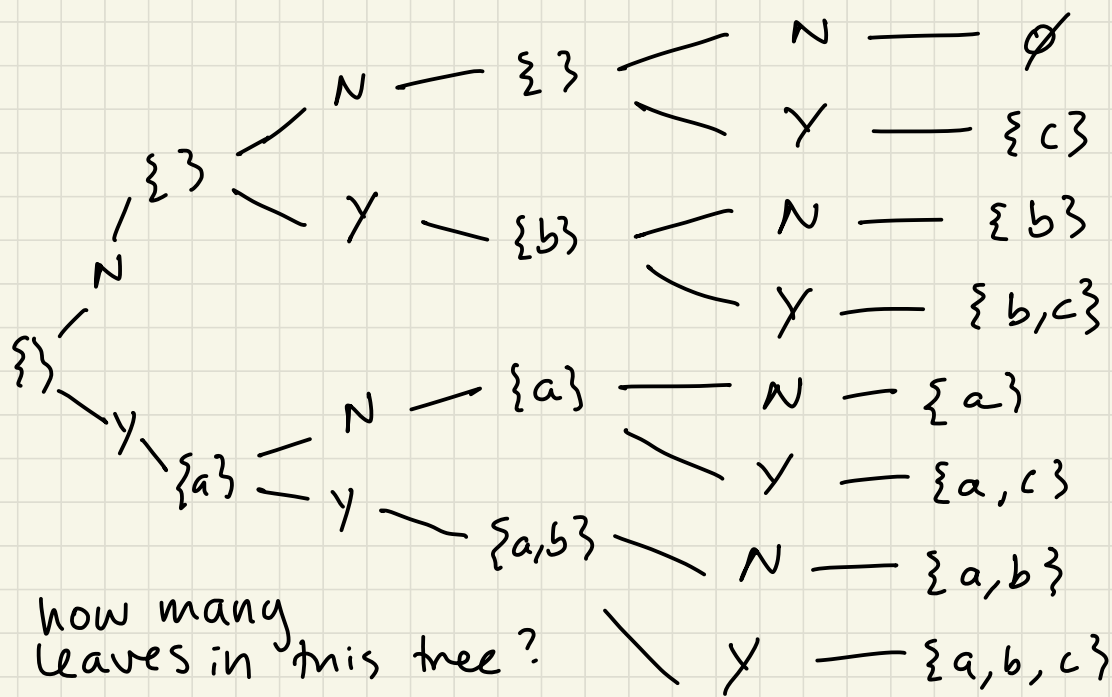 N ∅
N { }
Y { c }
{ }
Y {b} N { b }
N
Y { b, c }
{}
N {a} N { a }
Y
{a} Y { a, c }
Y {a,b} N { a, b }
how many
leaves in this tree?
Y { a, b, c }